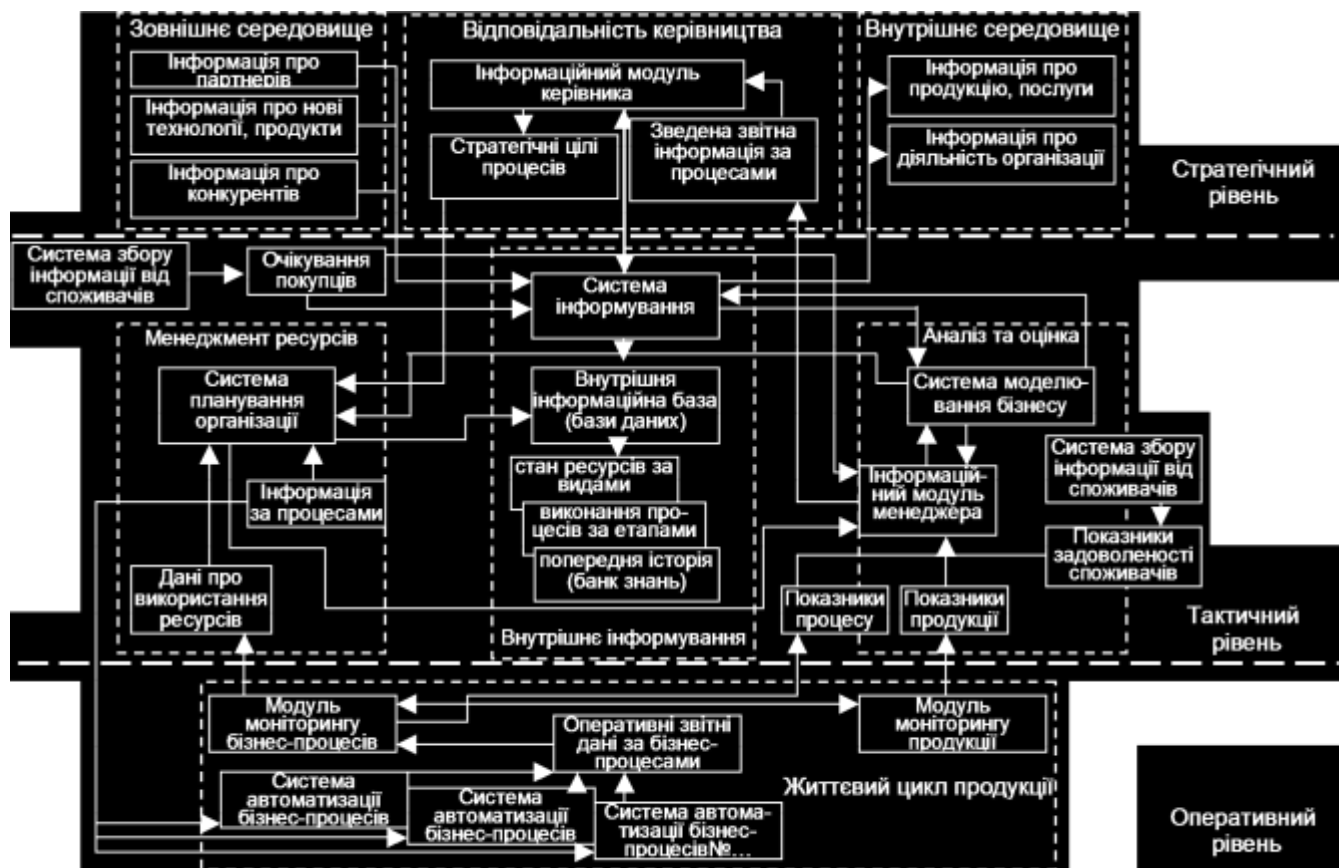 Зовнішнє середовище
Інформація про
партнерів
Інформація про нові
технології, продукти
Інформація про
конкурентів
Відповідальність керівництва
Інформаційний модуль
керівника
Стратегічні цілі
процесів
Зведена звітна
інформація за
процесами
Внутрішнє середовище
Інформація про
продукцію, послуги
Інформація про
діяльність організації
Стратегічний
рівень
Система збору
інформації від
споживачів
Очікування
покупців
Система
інформування
Менеджмент ресурсів
Система
планування
організації
Інформація
за процесами
Дані про
використання
ресурсів
Внутрішня
інформаційна база
(бази даних)
стан ресурсів за
видами
виконання про-
цесів за етапами
попередня історія
(банк знань)
Внутрішнє інформування
Аналіз та оцінка
Система моделю-
вання бізнесу
Інформацій-
ний модуль
менеджера
Система збору
інформації від
споживачів
Показники
задоволеності
споживачів
Показники
процесу
Показники
продукції
Тактичний
рівень
Модуль
моніторингу
бізнес-процесів
Оперативні звітні
дані за бізнес-
процесами
Модуль
моніторингу
продукції
Система
автоматизації
бізнес-процесів
Система
автоматизації
бізнес-процесів
Система автома-
тизації бізнес-
процесів№...
Життєвий цикл продукції
Оперативний
рівень